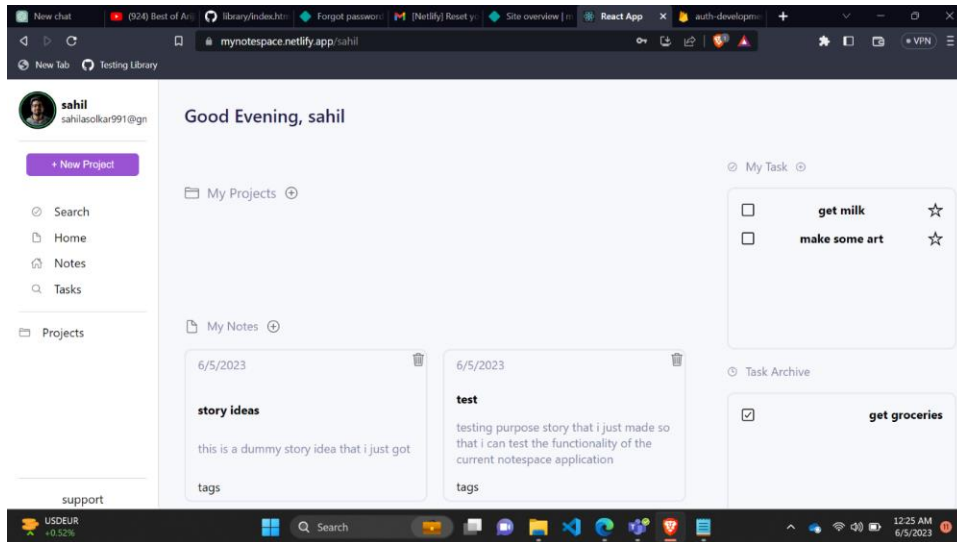 New chat
(924) Best of Arij
library/index.htm
Forgot password
[Netlify] Reset yo
Site overview | m
React App
auth-developme
mynotespace.netlify.app/sahil
VPN
New Tab
Testing Library
sahil
sahilasolkar991@gm
+ New Project
Search
Home
Notes
Tasks
Projects
support
Good Evening, sahil
My Projects
My Notes
6/5/2023
story ideas
this is a dummy story idea that i just got
tags
6/5/2023
test
testing purpose story that i just made so
that i can test the functionality of the
current notespace application
tags
My Task
get milk
make some art
Task Archive
get groceries
USDEUR
+0.52%
Search
12:25 AM
6/5/2023
11